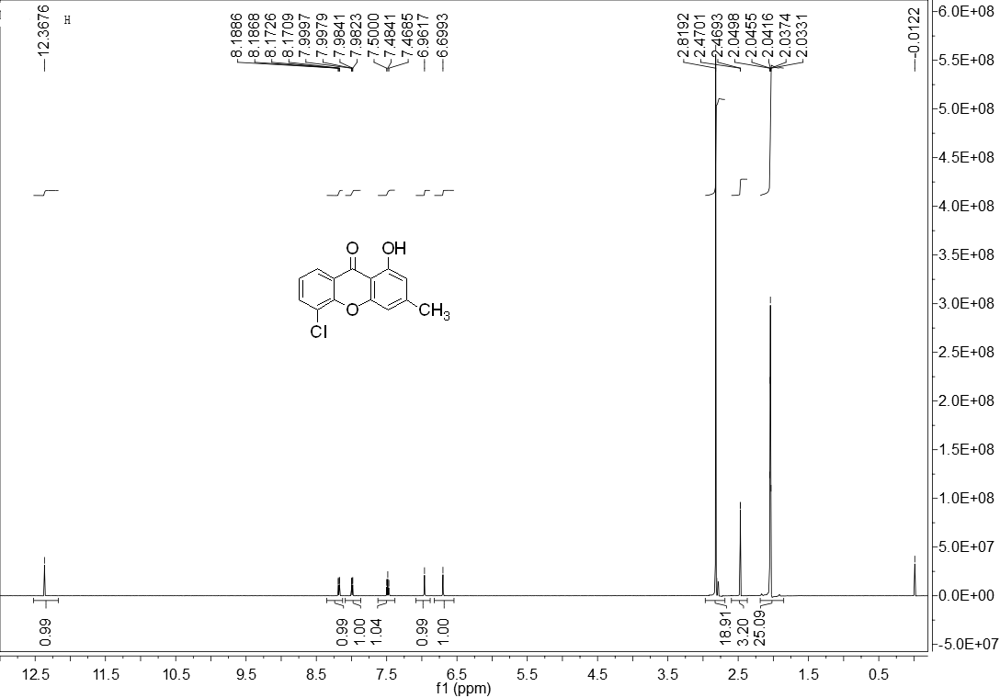 12.3676
H
8.1886
8.1868
8.1726
8.1709
7.9997
7.9979
7.9841
7.9823
7.5000
7.4841
7.4685
6.9617
6.6993
2.8192
2.4701
2.4693
2.0498
2.0455
2.0416
2.0374
2.0331
-0.0122
6.0E+08
5.5E+08
5.0E+08
4.5E+08
4.0E+08
3.5E+08
3.0E+08
2.5E+08
2.0E+08
1.5E+08
1.0E+08
5.0E+07
0.0E+00
-5.0E+07
O
OH
O
CH3
Cl
0.99
0.99
1.00
1.04
0.99
1.00
18.91
3.20
25.09
12.5 11.5 10.5 9.5 8.5 7.5 6.5 5.5 4.5 3.5 2.5 1.5 0.5
f1 (ppm)